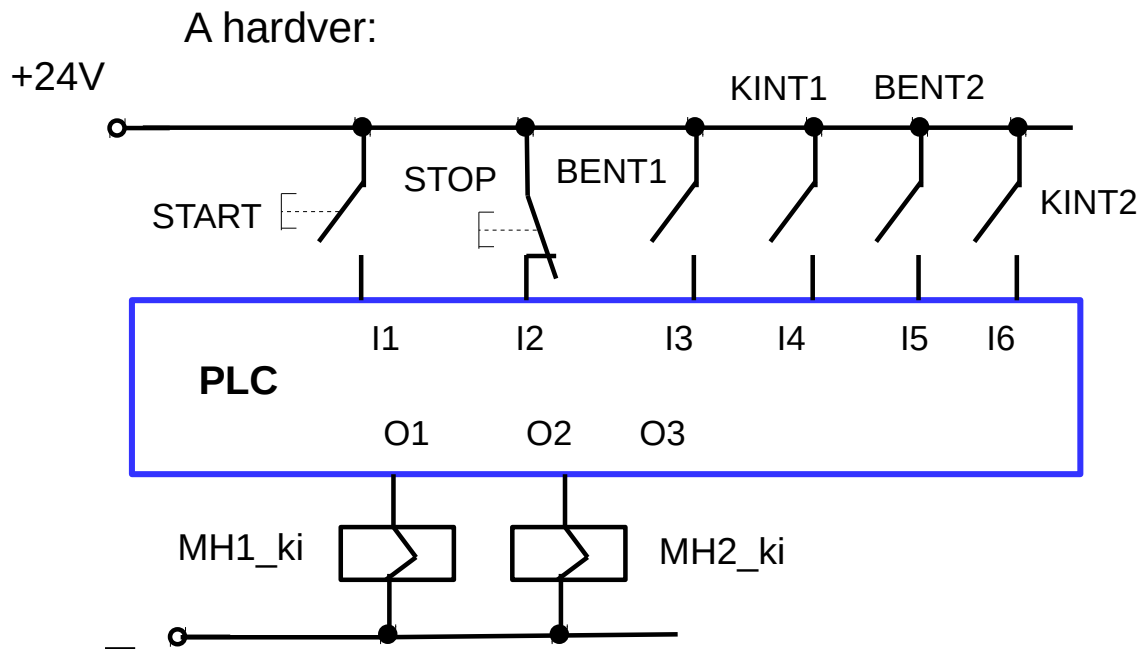 A hardver:
+24V
KINT1 BENT2
STOP BENT1
START KINT2
I1 I2 I3 I4 I5 I6
PLC
O1 O2 O3
MH1_ki MH2_ki